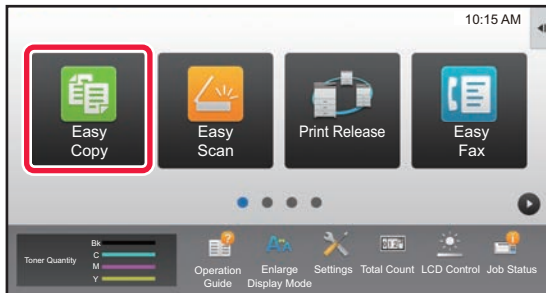 10:15 AM
Easy
Copy
Easy
Scan
Print Release
Easy
Fax
Toner Quantity
Bk
C
M
Y
Operation
Guide
Enlarge
Display Mode
Settings
Total Count
LCD Control
Job Status